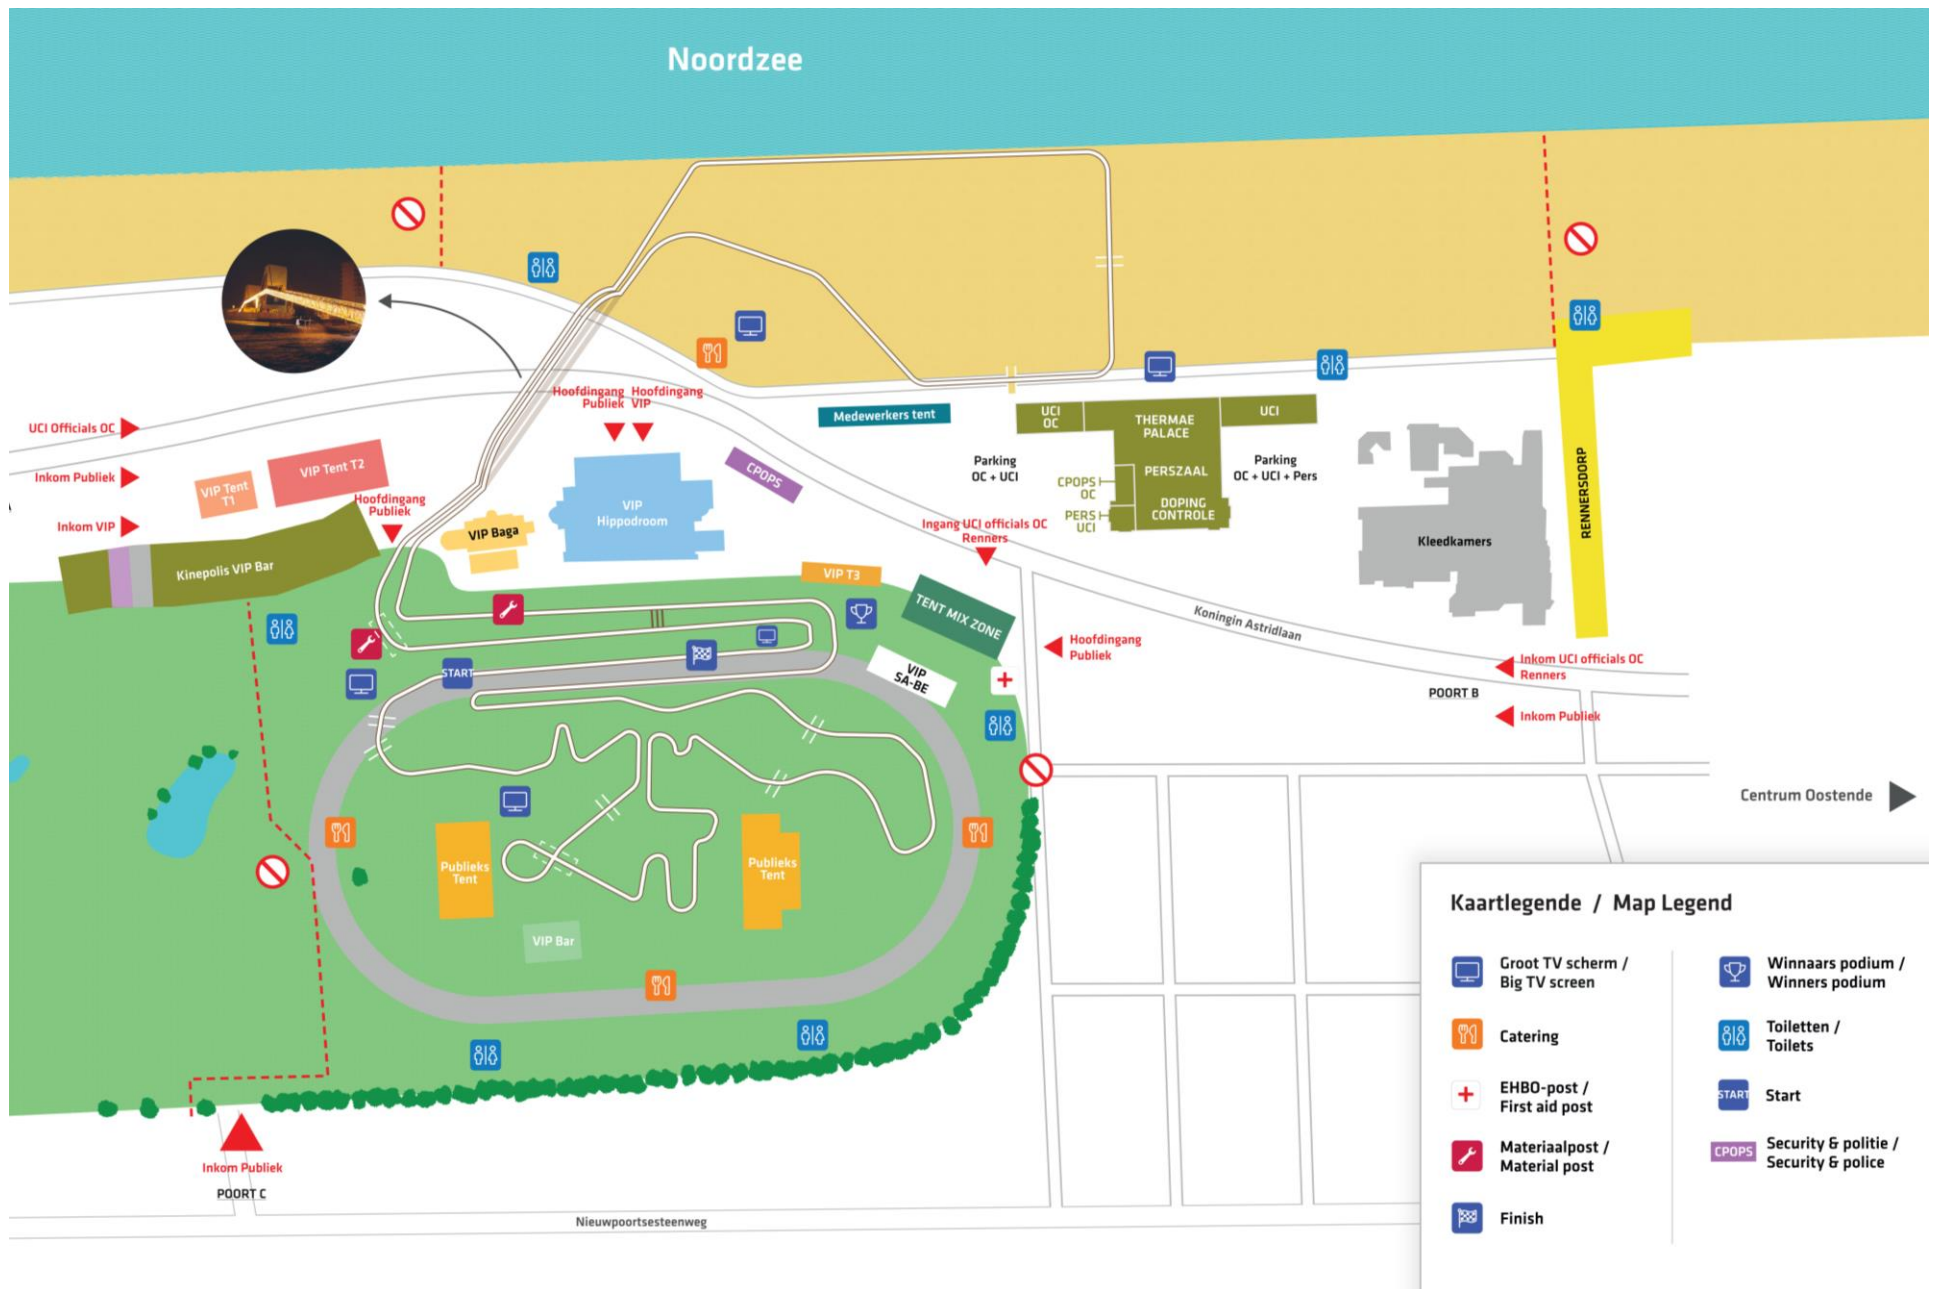 Noordzee
UCI Officials OC
Inkom Publiek
Inkom VIP
VIP Tent
T1
VIP Tent T2
Hoofdingang
Publiek
Kinepolis VIP Bar
Hoofdingang
Publiek
Hoofdingang
VIP
VIP Baga
VIP
Hippodroom
CPOPS
Medewerkers tent
UCI
OC
THERMAE
PALACE
UCI
PERSZAAL
CPOPS
OC
DOPING
CONTROLE
PERS
UCI
Parking
OC + UCI
Parking
OC + UCI + Pers
Ingang UCI officials OC
Renners
Kleedkamers
RENNERSDORP
VIP T3
TENT MIX ZONE
VIP
SA-BE
START
Koningin Astridlaan
Hoofdingang
Publiek
Inkom UCI officials OC
Renners
POORT B
Inkom Publiek
Centrum Oostende
Publieks
Tent
Publieks
Tent
VIP Bar
Inkom Publiek
POORT C
Nieuwpoortsesteenweg
Kaartlegende / Map Legend
Groot TV scherm /
Big TV screen
Catering
EHBO-post /
First aid post
Materiaalpost /
Material post
Finish
Winnaars podium /
Winners podium
Toiletten /
Toilets
START
Start
CPOPS
Security & politie /
Security & police